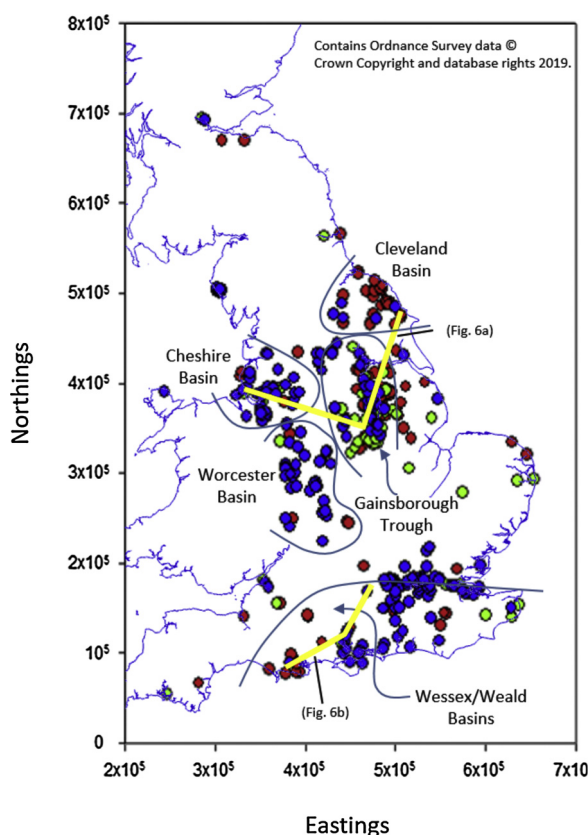 8x10⁵
Contains Ordnance Survey data ©
Crown Copyright and database rights 2019.
7x10⁵
6x10⁵
Cleveland
Basin
5x10⁵
(Fig. 6a)
Cheshire
Basin
4x10⁵
Northings
3x10⁵
Worcester
Basin
Gainsborough
Trough
2x10⁵
10⁵
(Fig. 6b)
Wessex/Weald
Basins
0
2x10⁵ 3x10⁵ 4x10⁵ 5x10⁵ 6x10⁵ 7x10
Eastings